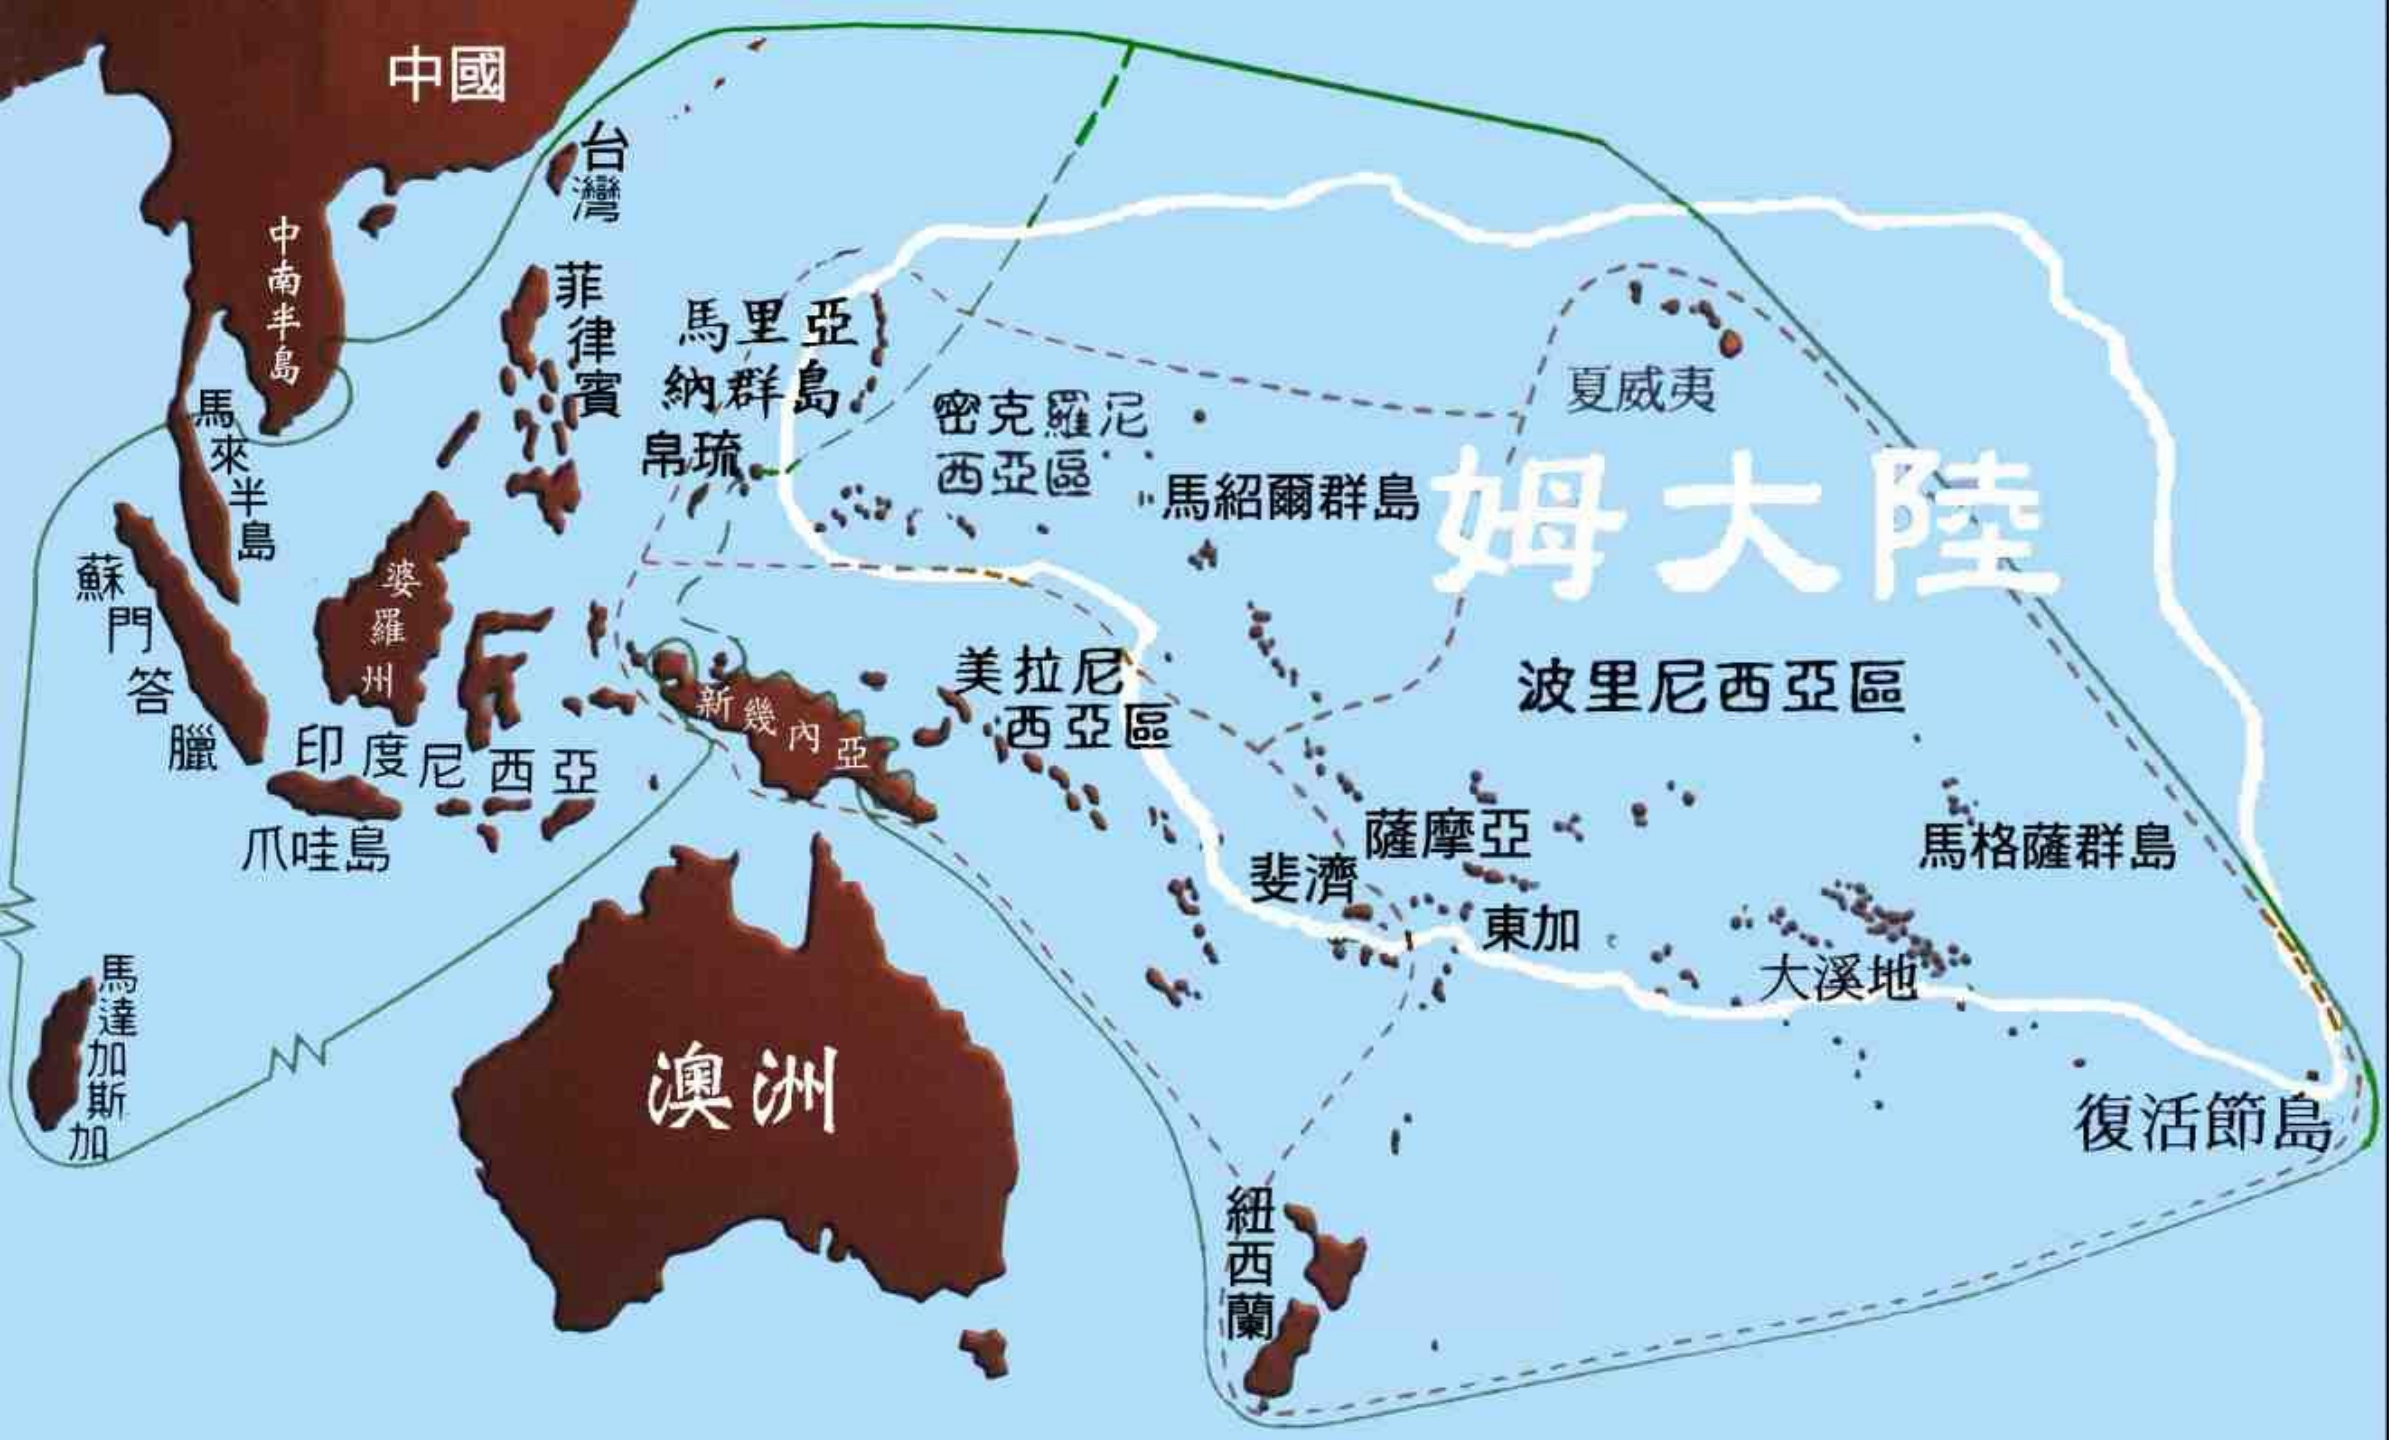 中國
台灣
中南半島
菲律賓
馬里亞
納群島
帛琉
密克羅尼
西亞區
馬紹爾群島
夏威夷
姆大陸
馬來半島
蘇門答臘
婆羅州
印度尼西亞
爪哇島
新幾內亞
美拉尼
西亞區
波里尼西亞區
薩摩亞
斐濟
東加
大溪地
馬格薩群島
復活節島
馬達加斯加
澳洲
紐西蘭